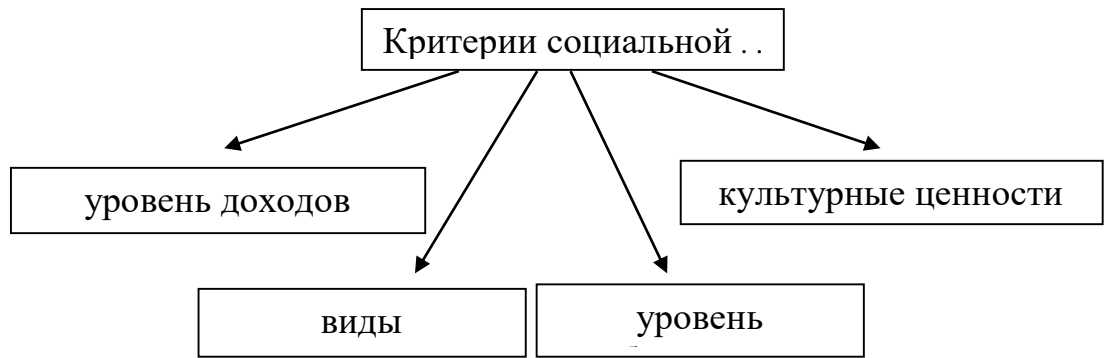 Критерии социальной . .
уровень доходов
культурные ценности
виды
уровень